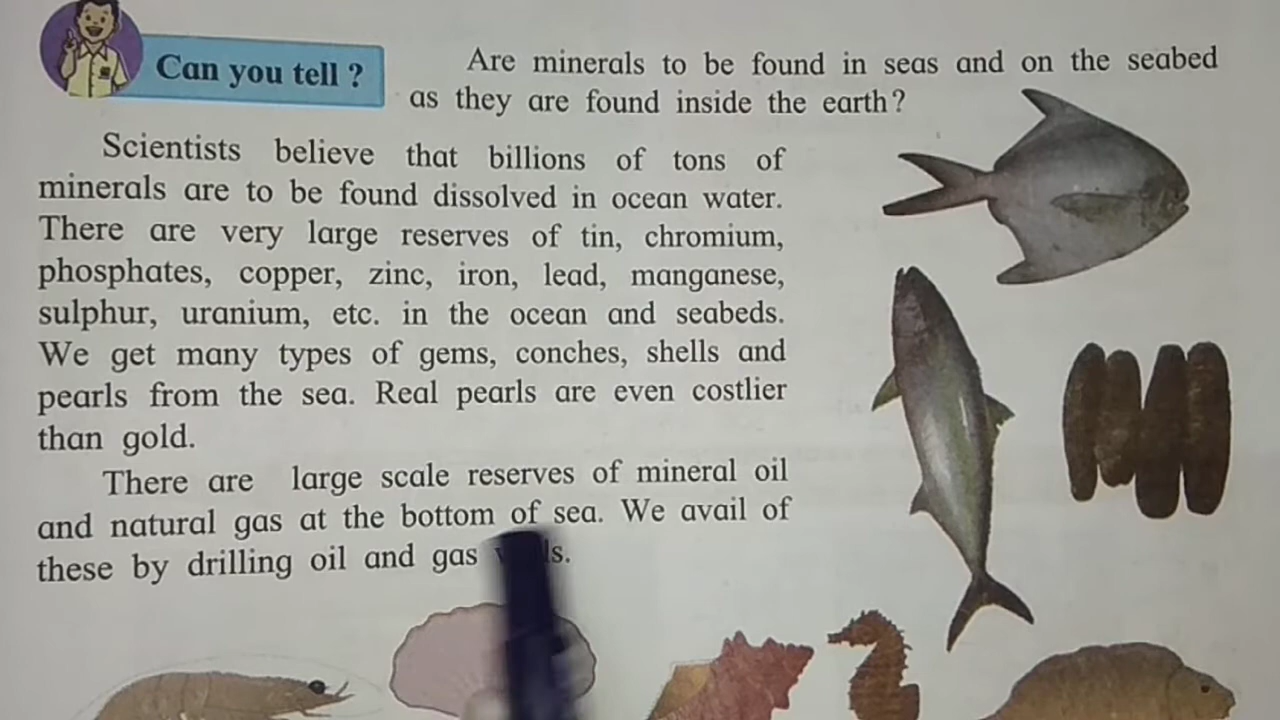 Can you tell ?
Are minerals to be found in seas and on the seabed
as they are found inside the earth?
Scientists believe that billions of tons of
minerals are to be found dissolved in ocean water.
There are very large reserves of tin, chromium,
phosphates, copper, zinc, iron, lead, manganese,
sulphur, uranium, etc. in the ocean and seabeds.
We get many types of gems, conches, shells and
pearls from the sea. Real pearls are even costlier
than gold.
There are large scale reserves of mineral oil
and natural gas at the bottom of sea. We avail of
these by drilling oil and gas